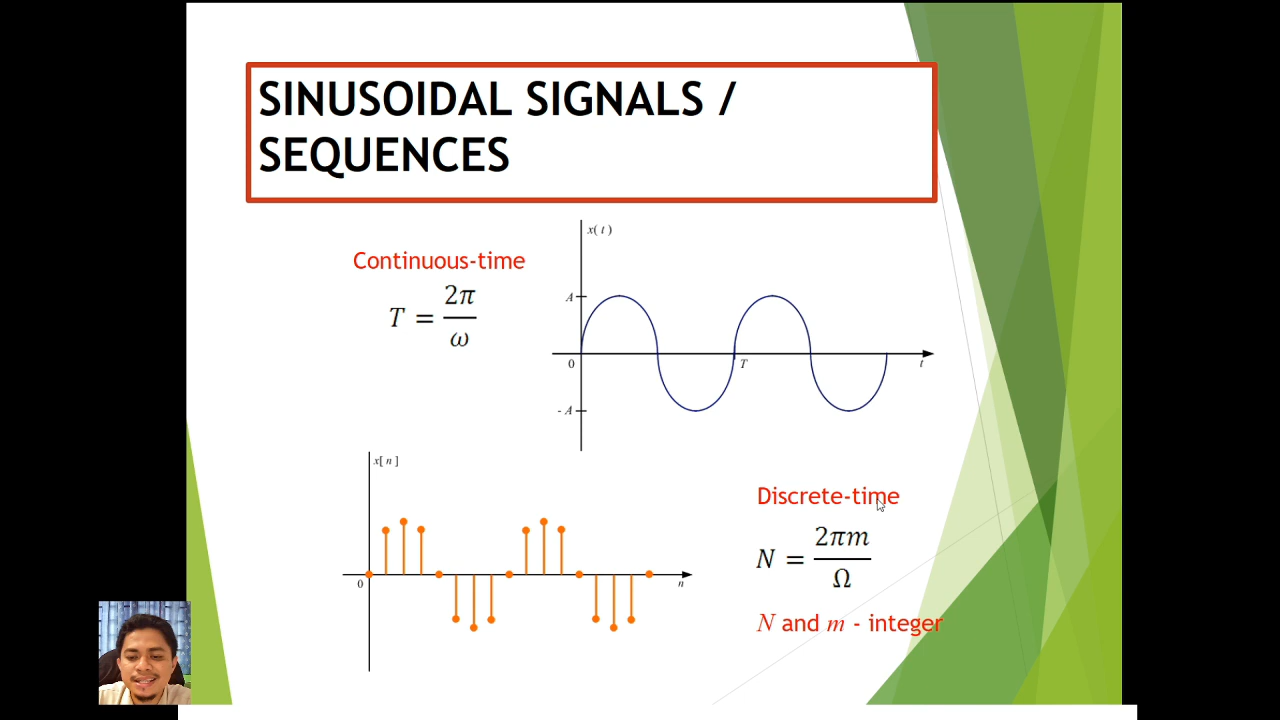 SINUSOIDAL SIGNALS /
SEQUENCES
x( t )
Continuous-time
T = 2π/ω
A
0
T
t
- A
x[ n ]
Discrete-time
N = 2πm/Ω
0
n
N and m - integer